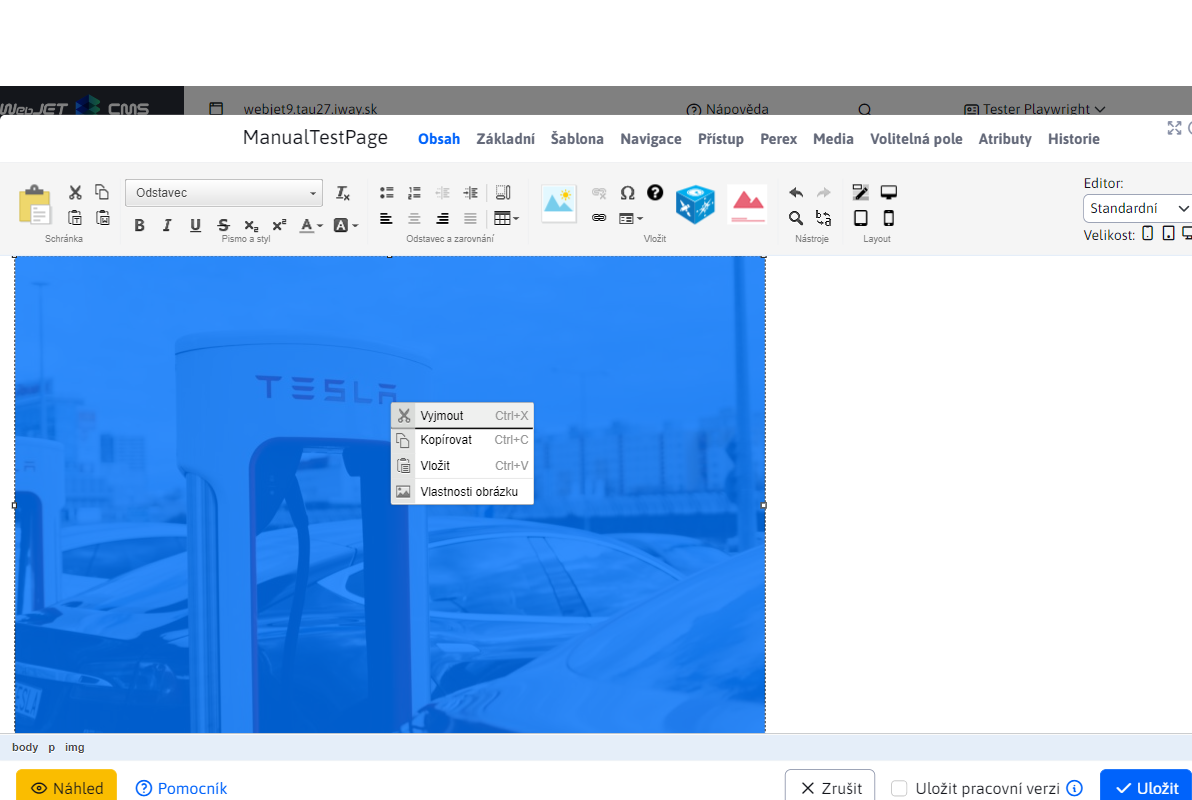 WebJET CMS
webjet9.tau27.iway.sk
Nápověda
Tester Playwright
ManualTestPage
Obsah
Základní
Šablona
Navigace
Přístup
Perex
Media
Volitelná pole
Atributy
Historie
Odstavec
Schránka
Písmo a styl
Odstavec a zarovnání
Vložit
Nástroje
Layout
Editor:
Standardní
Velikost:
TESLA
Vyjmout Ctrl+X
Kopírovat Ctrl+C
Vložit Ctrl+V
Vlastnosti obrázku
body p img
Náhled
Pomocník
Zrušit
Uložit pracovní verzi
Uložit